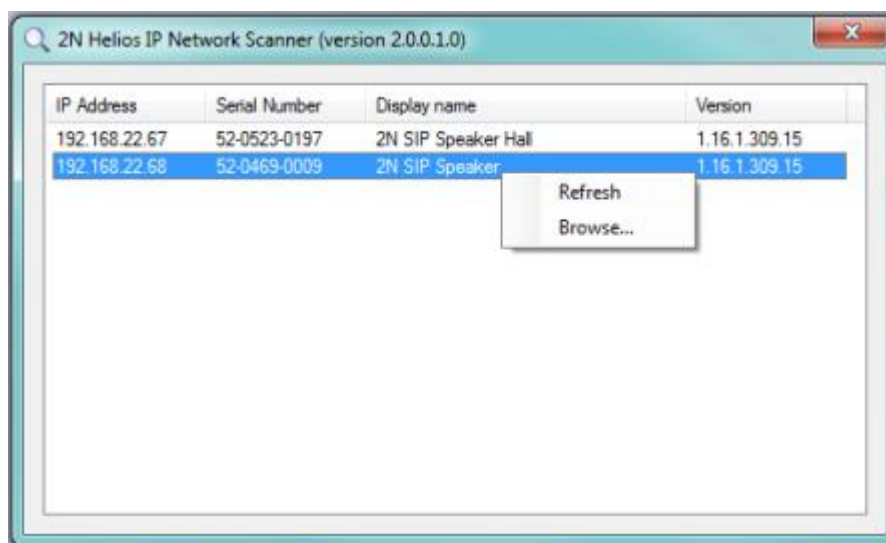 2N Helios IP Network Scanner (version 2.0.0.1.0)
IP Address Serial Number Display name Version
192.168.22.67 52-0523-0197 2N SIP Speaker Hall 1.16.1.309.15
192.168.22.68 52-0469-0009 2N SIP Speaker 1.16.1.309.15
Refresh
Browse...